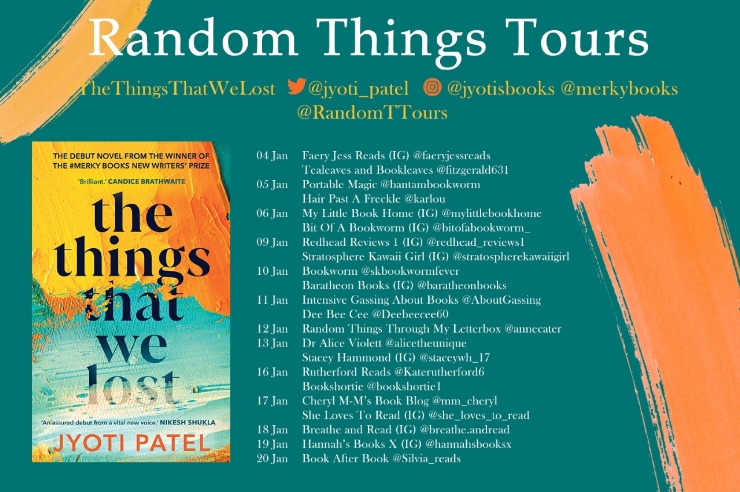 Random Things Tours
TheThingsThatWeLost @jyoti_patel @jyotisbooks @merkybooks
@RandomTTours
THE DEBUT NOVEL FROM THE WINNER OF
THE #MERKY BOOKS NEW WRITERS' PRIZE
'Brilliant.' CANDICE BRATHWAITE
the
things
that
we
lost
'An assured debut from a vital new voice.' NIKESH SHUKLA
JYOTI PATEL
04 Jan Faery Jess Reads (IG) @faeryjessreads
Tealeaves and Bookleaves @fitzgerald631
05 Jan Portable Magic @bantambookworm
Hair Past A Freckle @karlou
06 Jan My Little Book Home (IG) @mylittlebookhome
Bit Of A Bookworm (IG) @bitofabookworm_
09 Jan Redhead Reviews 1 (IG) @redhead_reviews1
Stratosphere Kawaii Girl (IG) @stratospherekawaiigirl
10 Jan Bookworm @skbookwormfever
Baratheon Books (IG) @baratheonbooks
11 Jan Intensive Gassing About Books @AboutGassing
Dee Bee Cee @Deebeecee60
12 Jan Random Things Through My Letterbox @annecater
13 Jan Dr Alice Violett @alicetheunique
Stacey Hammond (IG) @staceywh_17
16 Jan Rutherford Reads @Katerutherford6
Bookshortie @bookshortie1
17 Jan Cheryl M-M's Book Blog @mm_cheryl
She Loves To Read (IG) @she_loves_to_read
18 Jan Breathe and Read (IG) @breathe.andread
19 Jan Hannah's Books X (IG) @hannahsbooksx
20 Jan Book After Book @Silvia_reads